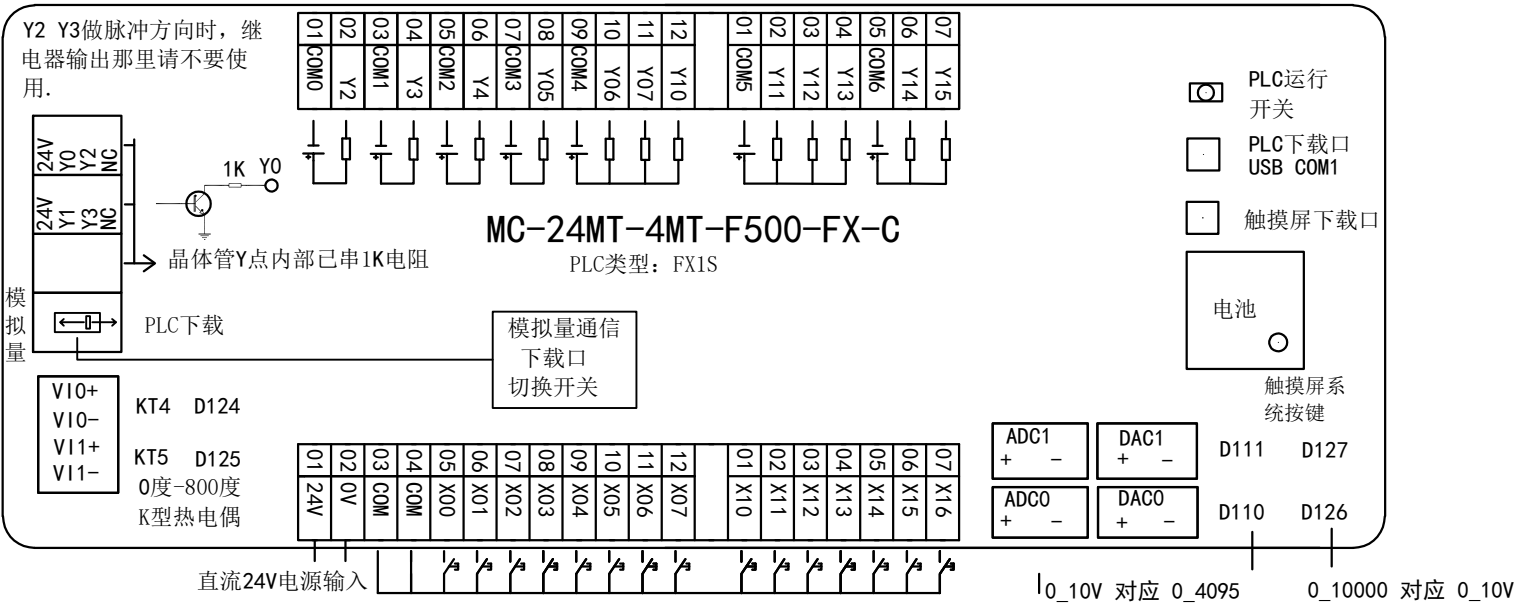 Y2 Y3做脉冲方向时，继
电器输出那里请不要使
用.
01 02 03 04 05 06 07 08 09 10 11 12
COM0 Y2 COM1 Y3 COM2 Y4 COM3 Y05 COM4 Y06 Y07 Y10
01 02 03 04 05 06 07
COM5 Y11 Y12 Y13 COM6 Y14 Y15
PLC运行
开关
PLC下载口
USB COM1
触摸屏下载口
24V
Y0
Y2
NC
24V
Y1
Y3
NC
1K Y0
晶体管Y点内部已串1K电阻
MC-24MT-4MT-F500-FX-C
PLC类型：FX1S
模
拟
量
PLC下载
模拟量通信
下载口
切换开关
电池
触摸屏系
统按键
VI0+
VI0-
VI1+
VI1-
KT4 D124
KT5 D125
0度-800度
K型热电偶
01 02 03 04 05 06 07 08 09 10 11 12
24V 0V COM COM X00 X01 X02 X03 X04 X05 X06 X07
01 02 03 04 05 06 07
X10 X11 X12 X13 X14 X15 X16
ADC1
+ -
DAC1
+ -
D111 D127
ADC0
+ -
DAC0
+ -
D110 D126
直流24V电源输入
0_10V 对应 0_4095
0_10000 对应 0_10V